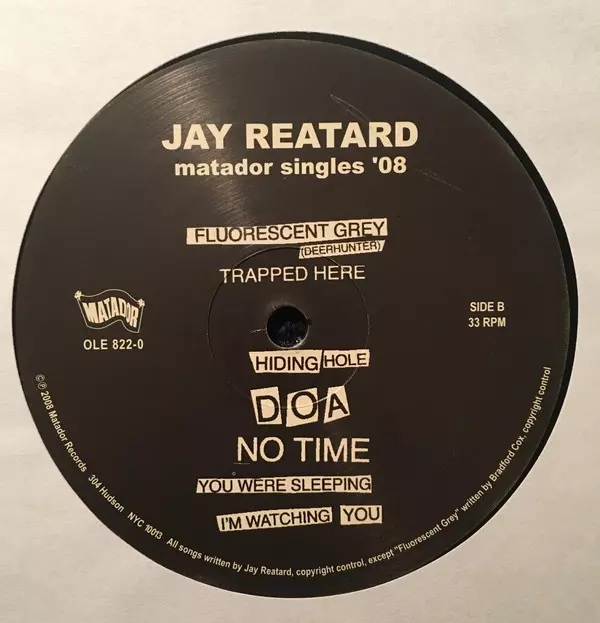 JAY REATARD
matador singles '08
FLUORESCENT GREY
(DEERHUNTER)
TRAPPED HERE
MATADOR
OLE 822-0
SIDE B
33 RPM
HIDING HOLE
DOA
NO TIME
YOU WERE SLEEPING
I'M WATCHING YOU
©℗ 2008 Matador Records 304 Hudson NYC 10013 All songs written by Jay Reatard, copyright control, except "Fluorescent Grey" written by Bradford Cox, copyright control